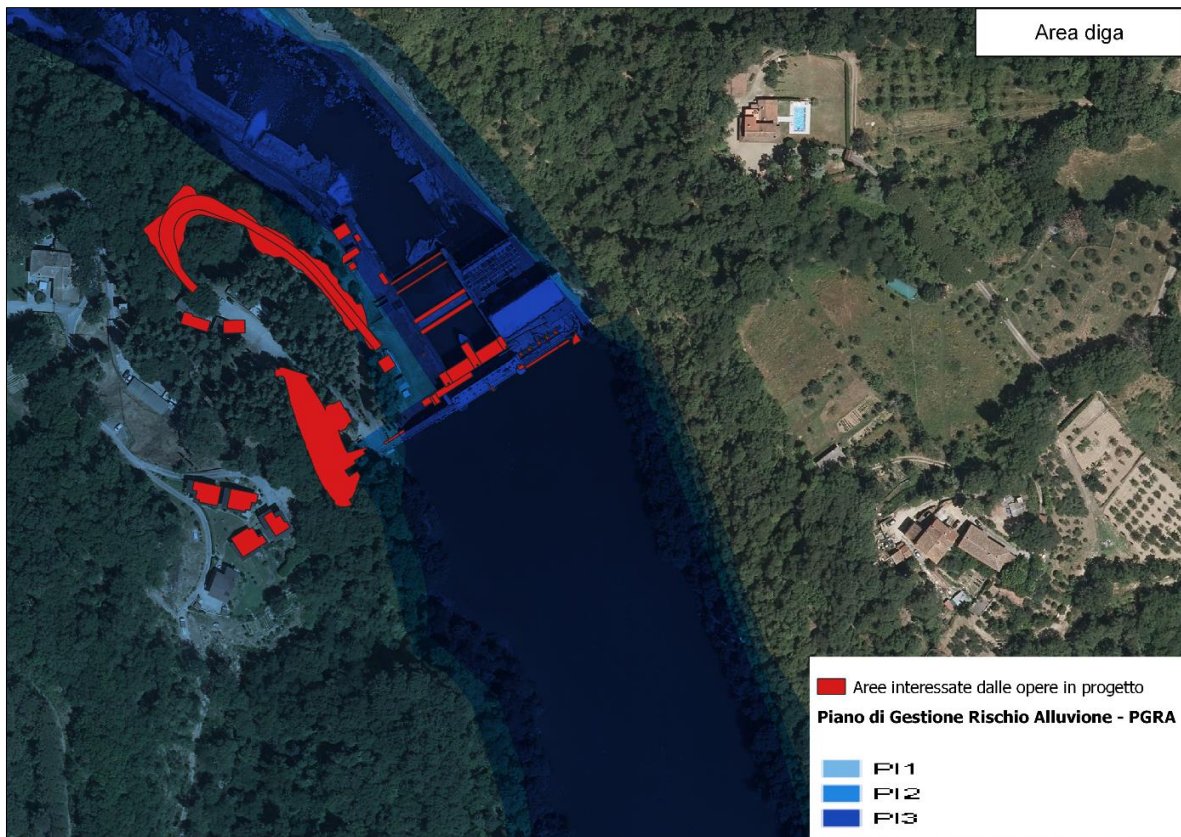 Area diga
Aree interessate dalle opere in progetto
Piano di Gestione Rischio Alluvione - PGRA
PI1
PI2
PI3